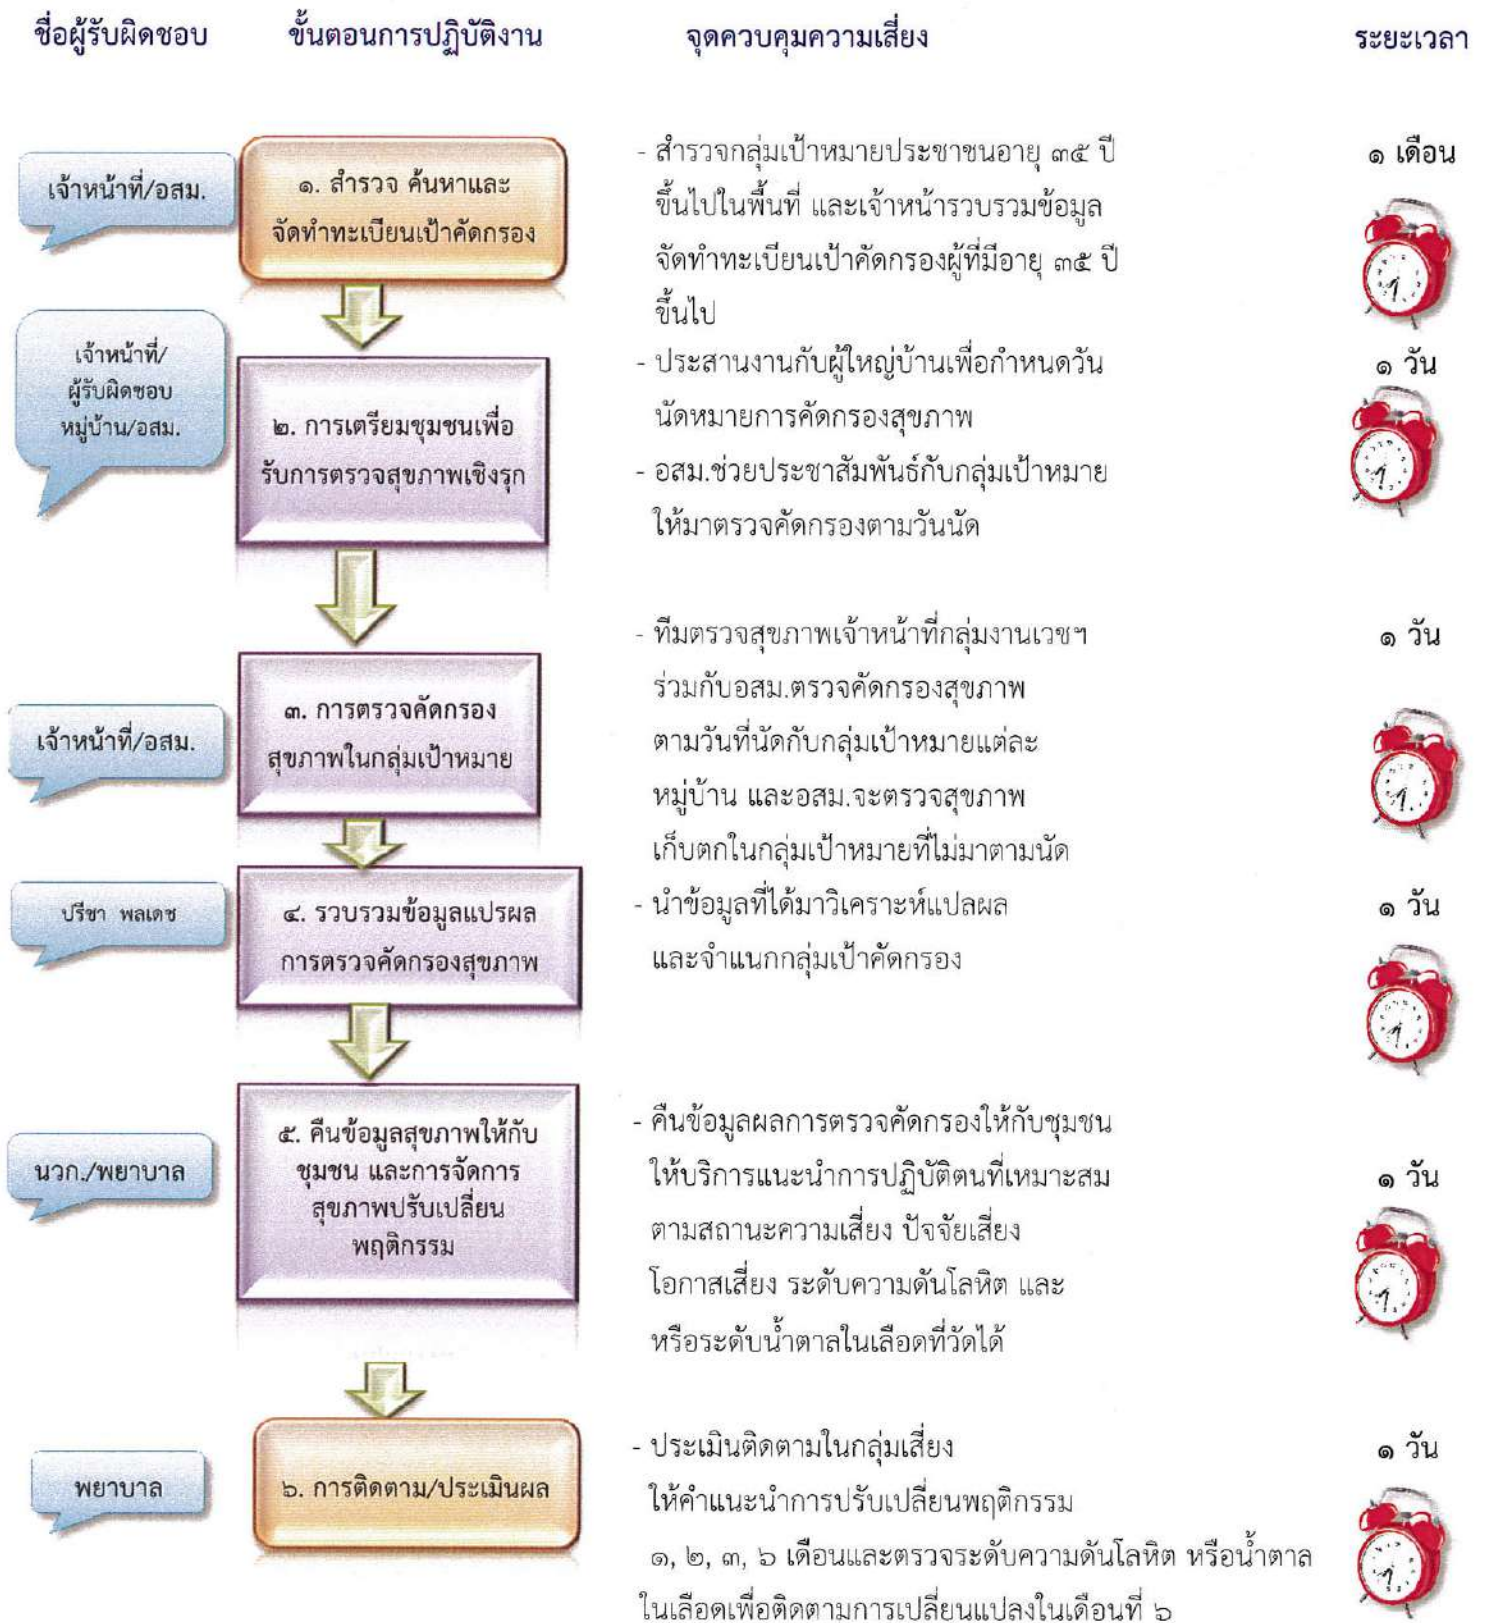 ชื่อผู้รับผิดชอบ
ขั้นตอนการปฏิบัติงาน
จุดควบคุมความเสี่ยง
ระยะเวลา
เจ้าหน้าที่/อสม.
๑. สำรวจ ค้นหาและ
จัดทำทะเบียนเป้าคัดกรอง
- สำรวจกลุ่มเป้าหมายประชาชนอายุ ๓๕ ปี
ขึ้นไปในพื้นที่ และเจ้าหน้ารวบรวมข้อมูล
จัดทำทะเบียนเป้าคัดกรองผู้ที่มีอายุ ๓๕ ปี
ขึ้นไป
๑ เดือน
เจ้าหน้าที่/
ผู้รับผิดชอบ
หมู่บ้าน/อสม.
๒. การเตรียมชุมชนเพื่อ
รับการตรวจสุขภาพเชิงรุก
- ประสานงานกับผู้ใหญ่บ้านเพื่อกำหนดวัน
นัดหมายการคัดกรองสุขภาพ
- อสม.ช่วยประชาสัมพันธ์กับกลุ่มเป้าหมาย
ให้มาตรวจคัดกรองตามวันนัด
๑ วัน
เจ้าหน้าที่/อสม.
๓. การตรวจคัดกรอง
สุขภาพในกลุ่มเป้าหมาย
- ทีมตรวจสุขภาพเจ้าหน้าที่กลุ่มงานเวชฯ
ร่วมกับอสม.ตรวจคัดกรองสุขภาพ
ตามวันที่นัดกับกลุ่มเป้าหมายแต่ละ
หมู่บ้าน และอสม.จะตรวจสุขภาพ
เก็บตกในกลุ่มเป้าหมายที่ไม่มาตามนัด
๑ วัน
ปรีชา พลเดช
๔. รวบรวมข้อมูลแปรผล
การตรวจคัดกรองสุขภาพ
- นำข้อมูลที่ได้มาวิเคราะห์แปลผล
และจำแนกกลุ่มเป้าคัดกรอง
๑ วัน
นวก./พยาบาล
๕. คืนข้อมูลสุขภาพให้กับ
ชุมชน และการจัดการ
สุขภาพปรับเปลี่ยน
พฤติกรรม
- คืนข้อมูลผลการตรวจคัดกรองให้กับชุมชน
ให้บริการแนะนำการปฏิบัติตนที่เหมาะสม
ตามสถานะความเสี่ยง ปัจจัยเสี่ยง
โอกาสเสี่ยง ระดับความดันโลหิต และ
หรือระดับน้ำตาลในเลือดที่วัดได้
๑ วัน
พยาบาล
๖. การติดตาม/ประเมินผล
- ประเมินติดตามในกลุ่มเสี่ยง
ให้คำแนะนำการปรับเปลี่ยนพฤติกรรม
๑, ๒, ๓, ๖ เดือนและตรวจระดับความดันโลหิต หรือน้ำตาล
ในเลือดเพื่อติดตามการเปลี่ยนแปลงในเดือนที่ ๖
๑ วัน